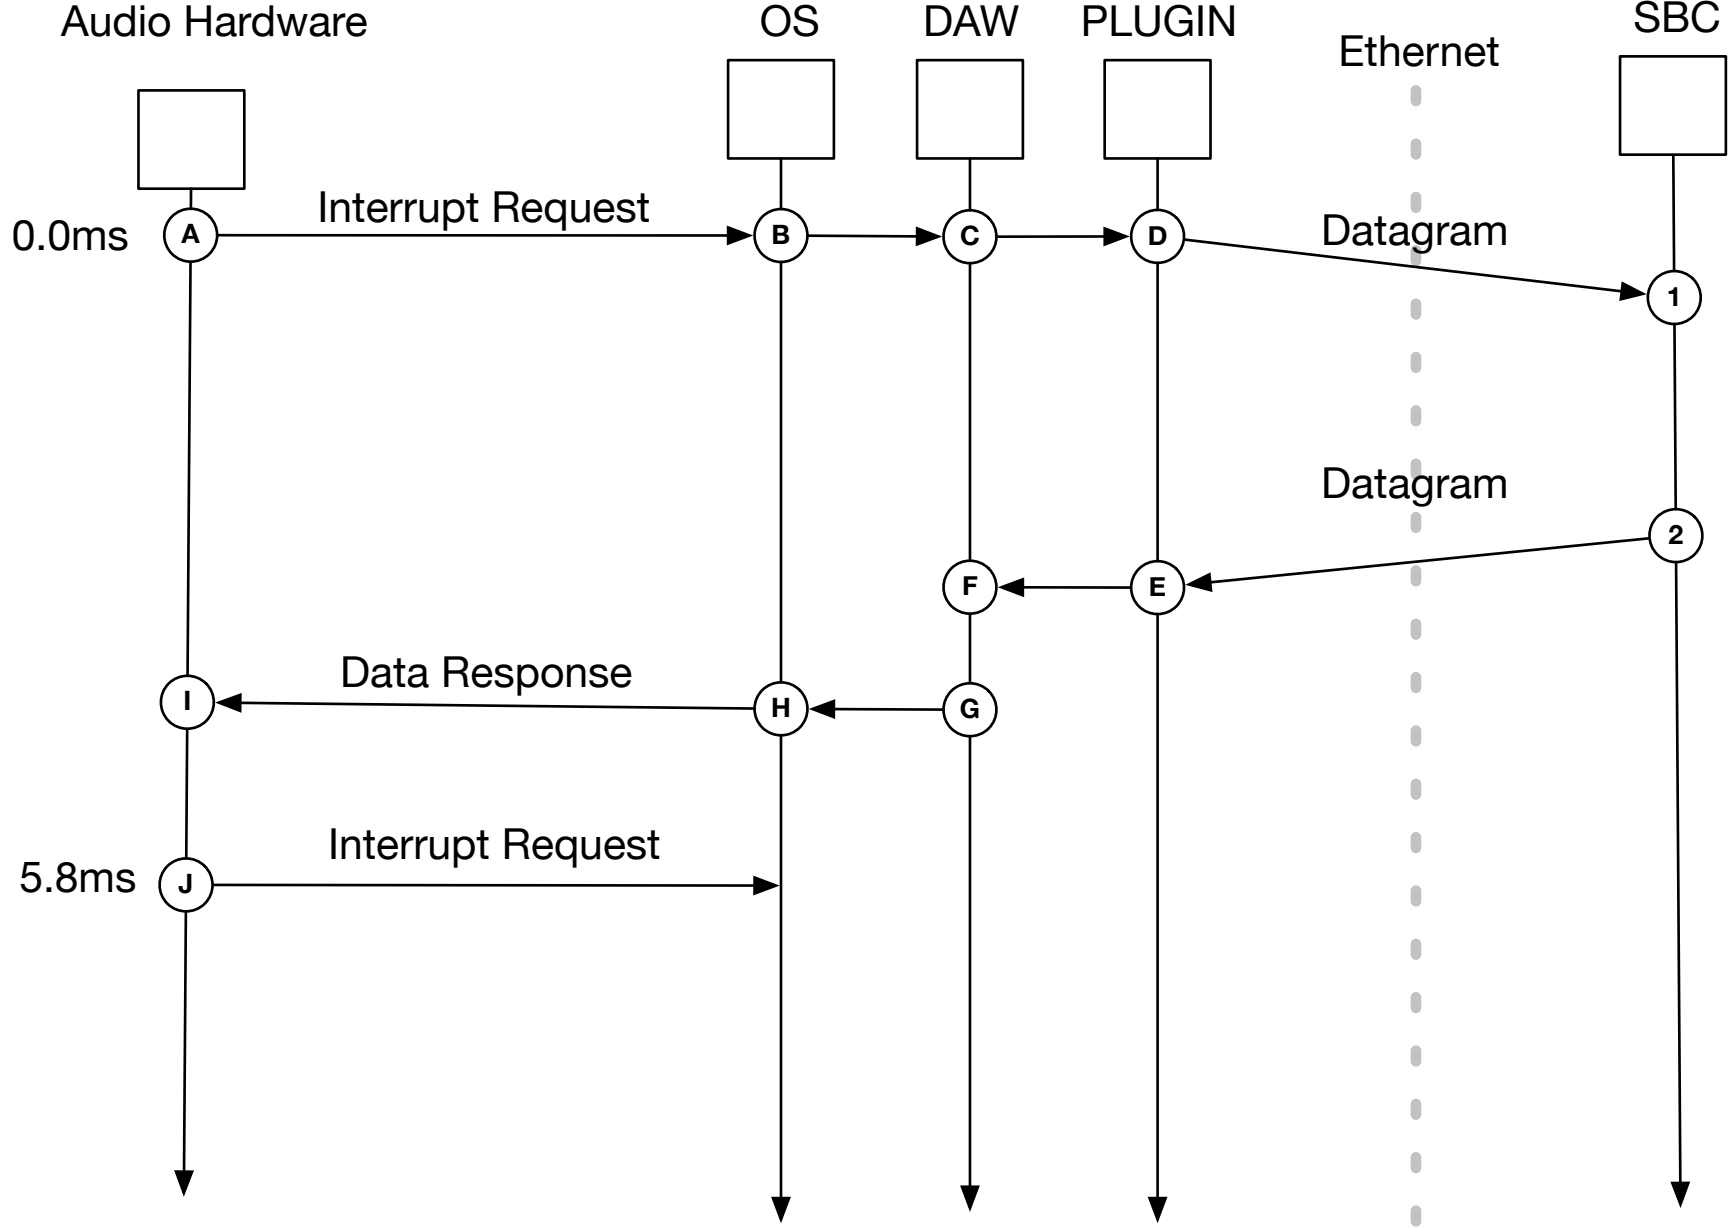 Audio Hardware
OS
DAW
PLUGIN
Ethernet
SBC
0.0ms
A
Interrupt Request
B
C
D
Datagram
1
Datagram
2
F
E
I
Data Response
H
G
5.8ms
J
Interrupt Request